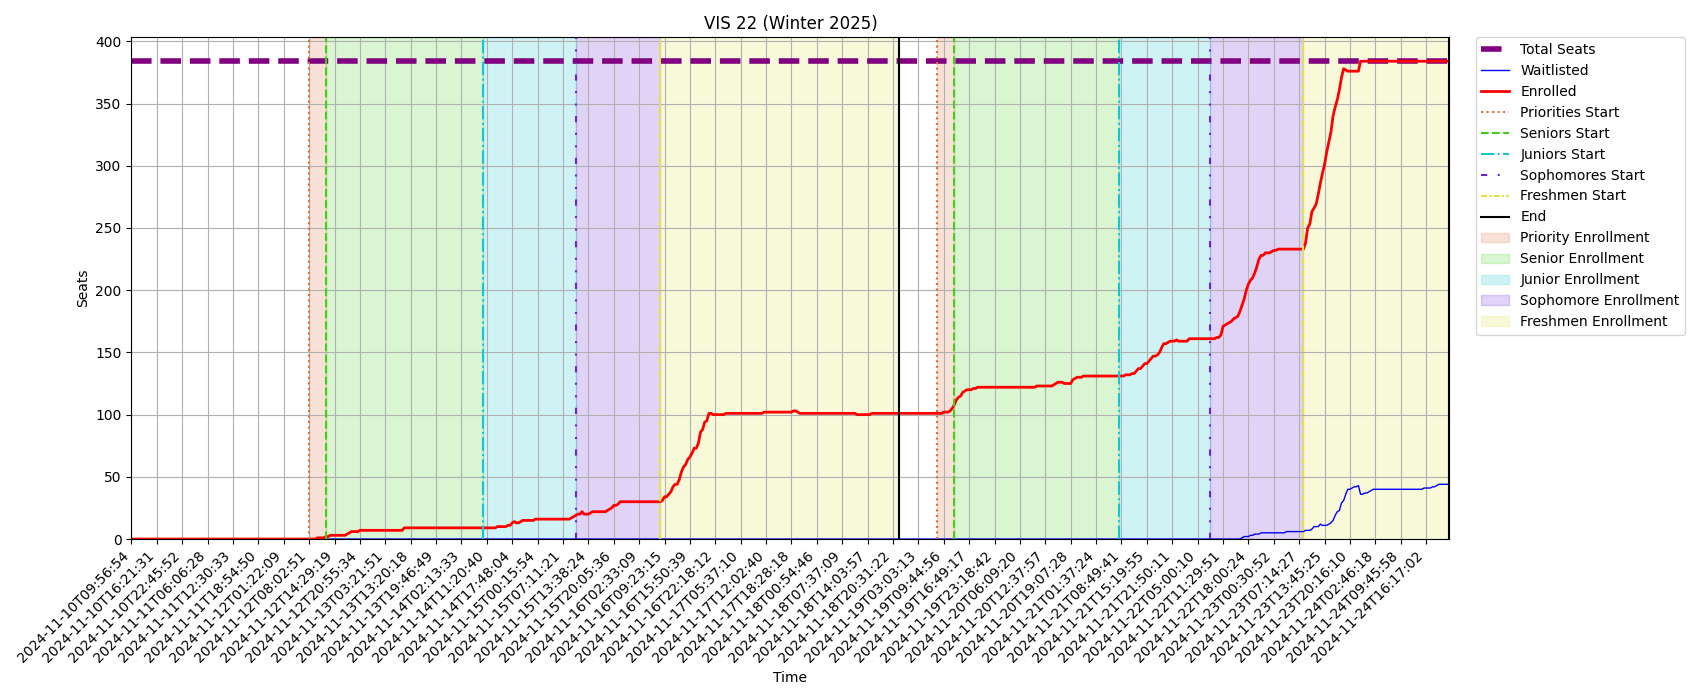 VIS 22 (Winter 2025)
400
350
300
250
200
150
100
50
0
Seats
2024-11-10T09:56:54
2024-11-10T16:21:31
2024-11-10T22:45:52
2024-11-11T06:06:28
2024-11-11T12:30:33
2024-11-11T18:54:50
2024-11-12T01:22:09
2024-11-12T08:02:51
2024-11-12T14:29:19
2024-11-12T20:55:34
2024-11-13T03:21:51
2024-11-13T13:20:18
2024-11-13T19:46:49
2024-11-14T02:13:33
2024-11-14T11:20:40
2024-11-14T17:48:04
2024-11-15T00:15:54
2024-11-15T07:11:21
2024-11-15T13:38:24
2024-11-15T20:05:36
2024-11-16T02:33:09
2024-11-16T09:23:15
2024-11-16T15:50:39
2024-11-16T22:18:12
2024-11-17T05:37:10
2024-11-17T12:02:40
2024-11-17T18:28:18
2024-11-18T00:54:46
2024-11-18T07:37:09
2024-11-18T14:03:57
2024-11-18T20:31:22
2024-11-19T03:03:13
2024-11-19T09:44:56
2024-11-19T16:49:17
2024-11-19T23:18:42
2024-11-20T06:09:20
2024-11-20T12:37:57
2024-11-20T19:07:28
2024-11-21T01:37:24
2024-11-21T08:49:41
2024-11-21T15:19:55
2024-11-21T21:50:11
2024-11-22T05:00:10
2024-11-22T11:29:51
2024-11-22T18:00:24
2024-11-23T00:30:52
2024-11-23T07:14:27
2024-11-23T13:45:25
2024-11-23T20:16:10
2024-11-24T02:46:18
2024-11-24T09:45:58
2024-11-24T16:17:02
Time
Total Seats
Waitlisted
Enrolled
Priorities Start
Seniors Start
Juniors Start
Sophomores Start
Freshmen Start
End
Priority Enrollment
Senior Enrollment
Junior Enrollment
Sophomore Enrollment
Freshmen Enrollment